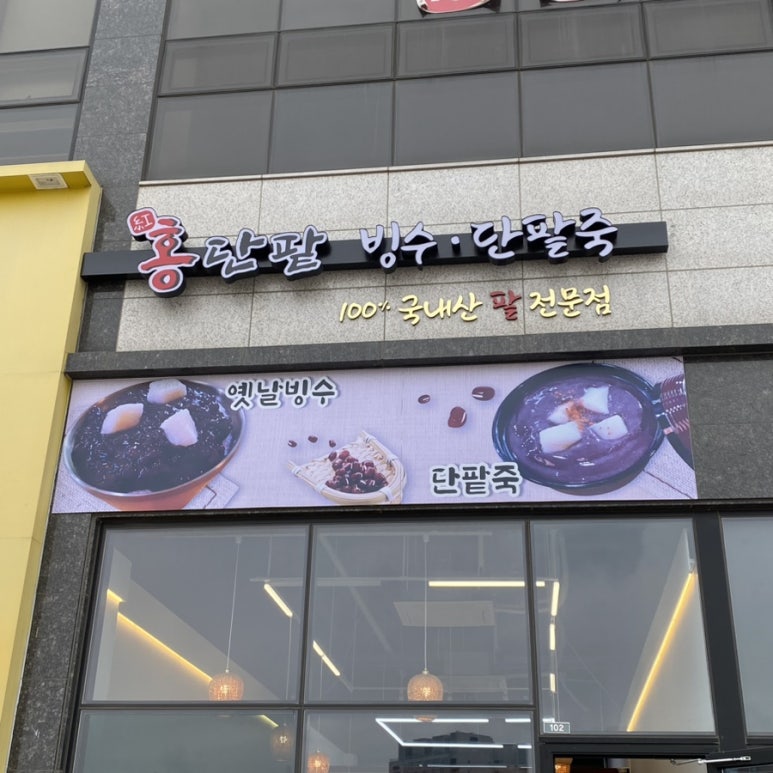 紅
홍단팥 빙수·단팥죽
100% 국내산 팥 전문점
옛날빙수
단팥죽
102